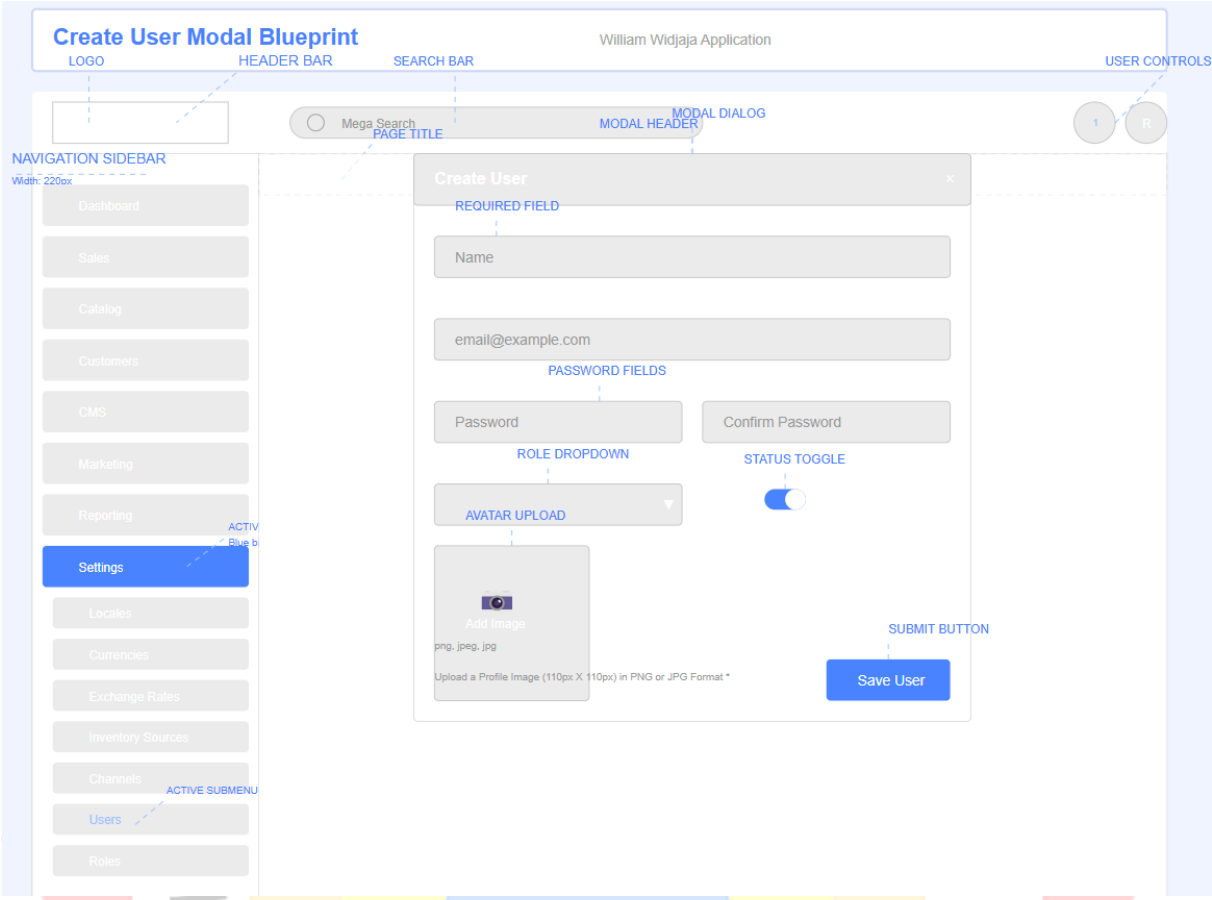 Create User Modal Blueprint
William Widjaja Application
LOGO
HEADER BAR
SEARCH BAR
USER CONTROLS
Mega Search
MODAL DIALOG
MODAL HEADER
PAGE TITLE
1
R
NAVIGATION SIDEBAR
Width: 220px
Dashboard
Sales
Catalog
Customers
CMS
Marketing
Reporting
ACTIV
Blue b
Settings
Locales
Currencies
Exchange Rates
Inventory Sources
Channels
ACTIVE SUBMENU
Users
Roles
Create User
×
REQUIRED FIELD
Name
email@example.com
PASSWORD FIELDS
Password
Confirm Password
ROLE DROPDOWN
STATUS TOGGLE
AVATAR UPLOAD
Add Image
png, jpeg, jpg
Upload a Profile Image (110px X 110px) in PNG or JPG Format *
SUBMIT BUTTON
Save User